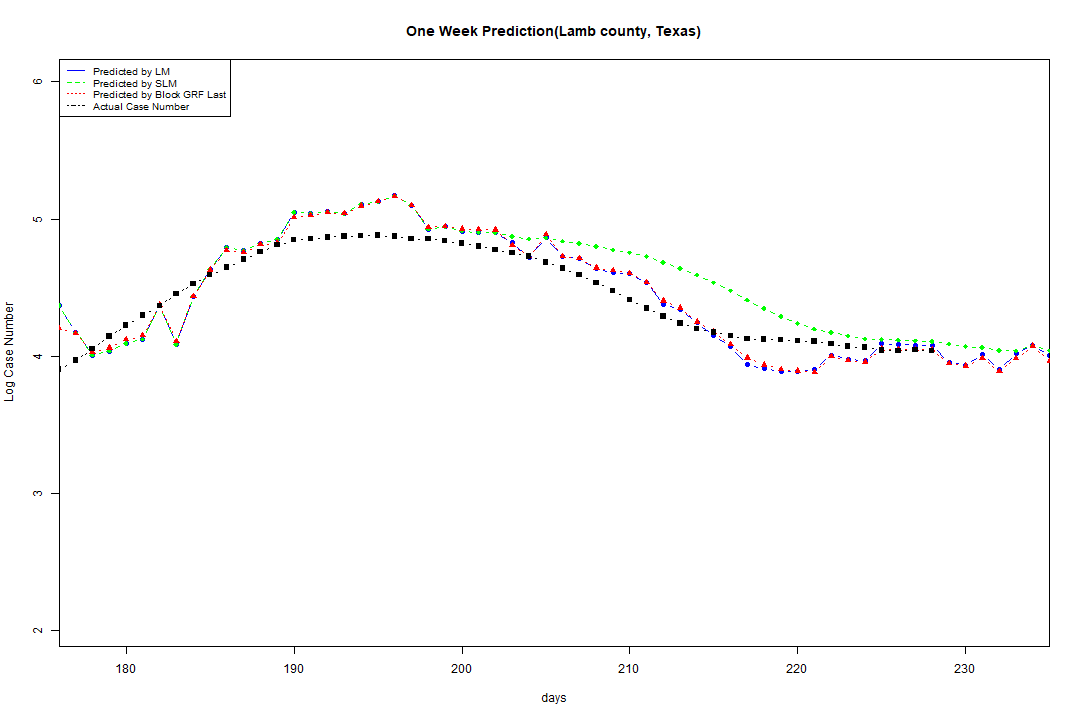 One Week Prediction(Lamb county, Texas)
Predicted by LM
Predicted by SLM
Predicted by Block GRF Last
Actual Case Number
6
5
4
3
2
Log Case Number
180 190 200 210 220 230
days